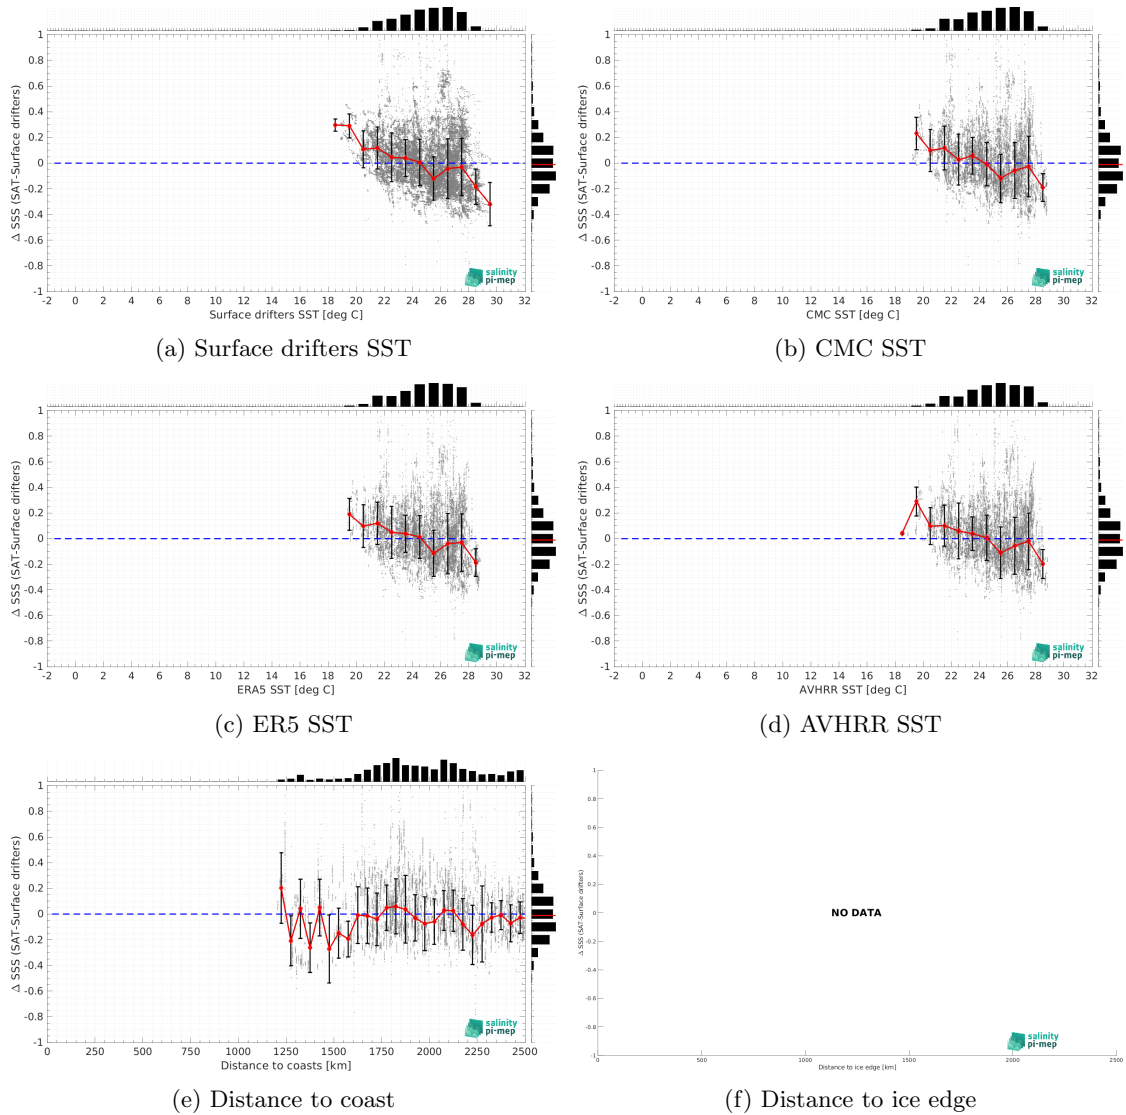 1
0.8
0.6
0.4
0.2
0
-0.2
-0.4
-0.6
-0.8
-1
Δ SSS (SAT-Surface drifters)
-2 0 2 4 6 8 10 12 14 16 18 20 22 24 26 28 30 32
Surface drifters SST [deg C]
salinity
pi-mep
(a) Surface drifters SST
1
0.8
0.6
0.4
0.2
0
-0.2
-0.4
-0.6
-0.8
-1
Δ SSS (SAT-Surface drifters)
-2 0 2 4 6 8 10 12 14 16 18 20 22 24 26 28 30 32
CMC SST [deg C]
salinity
pi-mep
(b) CMC SST
1
0.8
0.6
0.4
0.2
0
-0.2
-0.4
-0.6
-0.8
-1
Δ SSS (SAT-Surface drifters)
-2 0 2 4 6 8 10 12 14 16 18 20 22 24 26 28 30 32
ERA5 SST [deg C]
salinity
pi-mep
(c) ER5 SST
1
0.8
0.6
0.4
0.2
0
-0.2
-0.4
-0.6
-0.8
-1
Δ SSS (SAT-Surface drifters)
-2 0 2 4 6 8 10 12 14 16 18 20 22 24 26 28 30 32
AVHRR SST [deg C]
salinity
pi-mep
(d) AVHRR SST
1
0.8
0.6
0.4
0.2
0
-0.2
-0.4
-0.6
-0.8
-1
Δ SSS (SAT-Surface drifters)
0 250 500 750 1000 1250 1500 1750 2000 2250 2500
Distance to coasts [km]
salinity
pi-mep
(e) Distance to coast
1
0.8
0.6
0.4
0.2
0
-0.2
-0.4
-0.6
-0.8
-1
Δ SSS (SAT-Surface drifters)
NO DATA
0 500 1000 1500 2000 2500
Distance to ice edge [km]
salinity
pi-mep
(f) Distance to ice edge